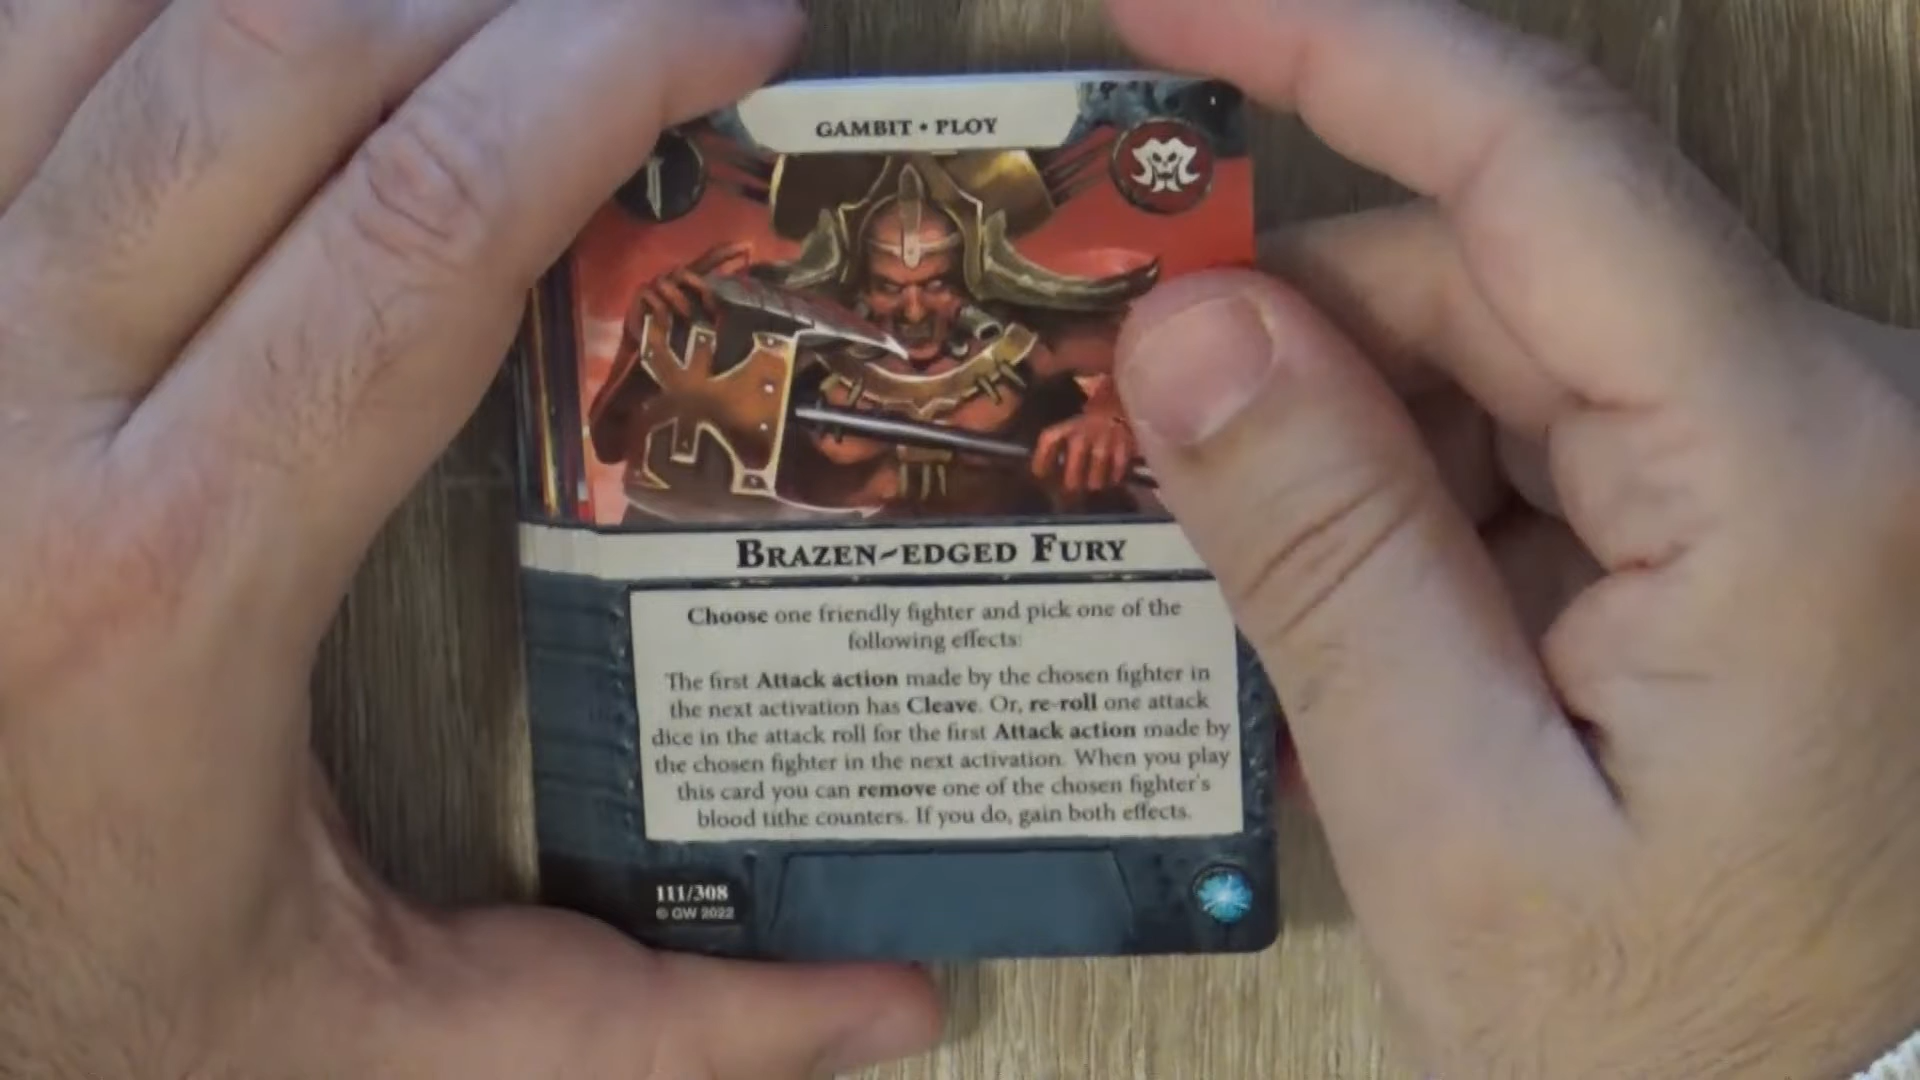 GAMBIT • PLOY
BRAZEN~EDGED FURY
Choose one friendly fighter and pick one of the
following effects:
The first Attack action made by the chosen fighter in
the next activation has Cleave. Or, re-roll one attack
dice in the attack roll for the first Attack action made by
the chosen fighter in the next activation. When you play
this card you can remove one of the chosen fighter's
blood tithe counters. If you do, gain both effects.
111/308
© GW 2022